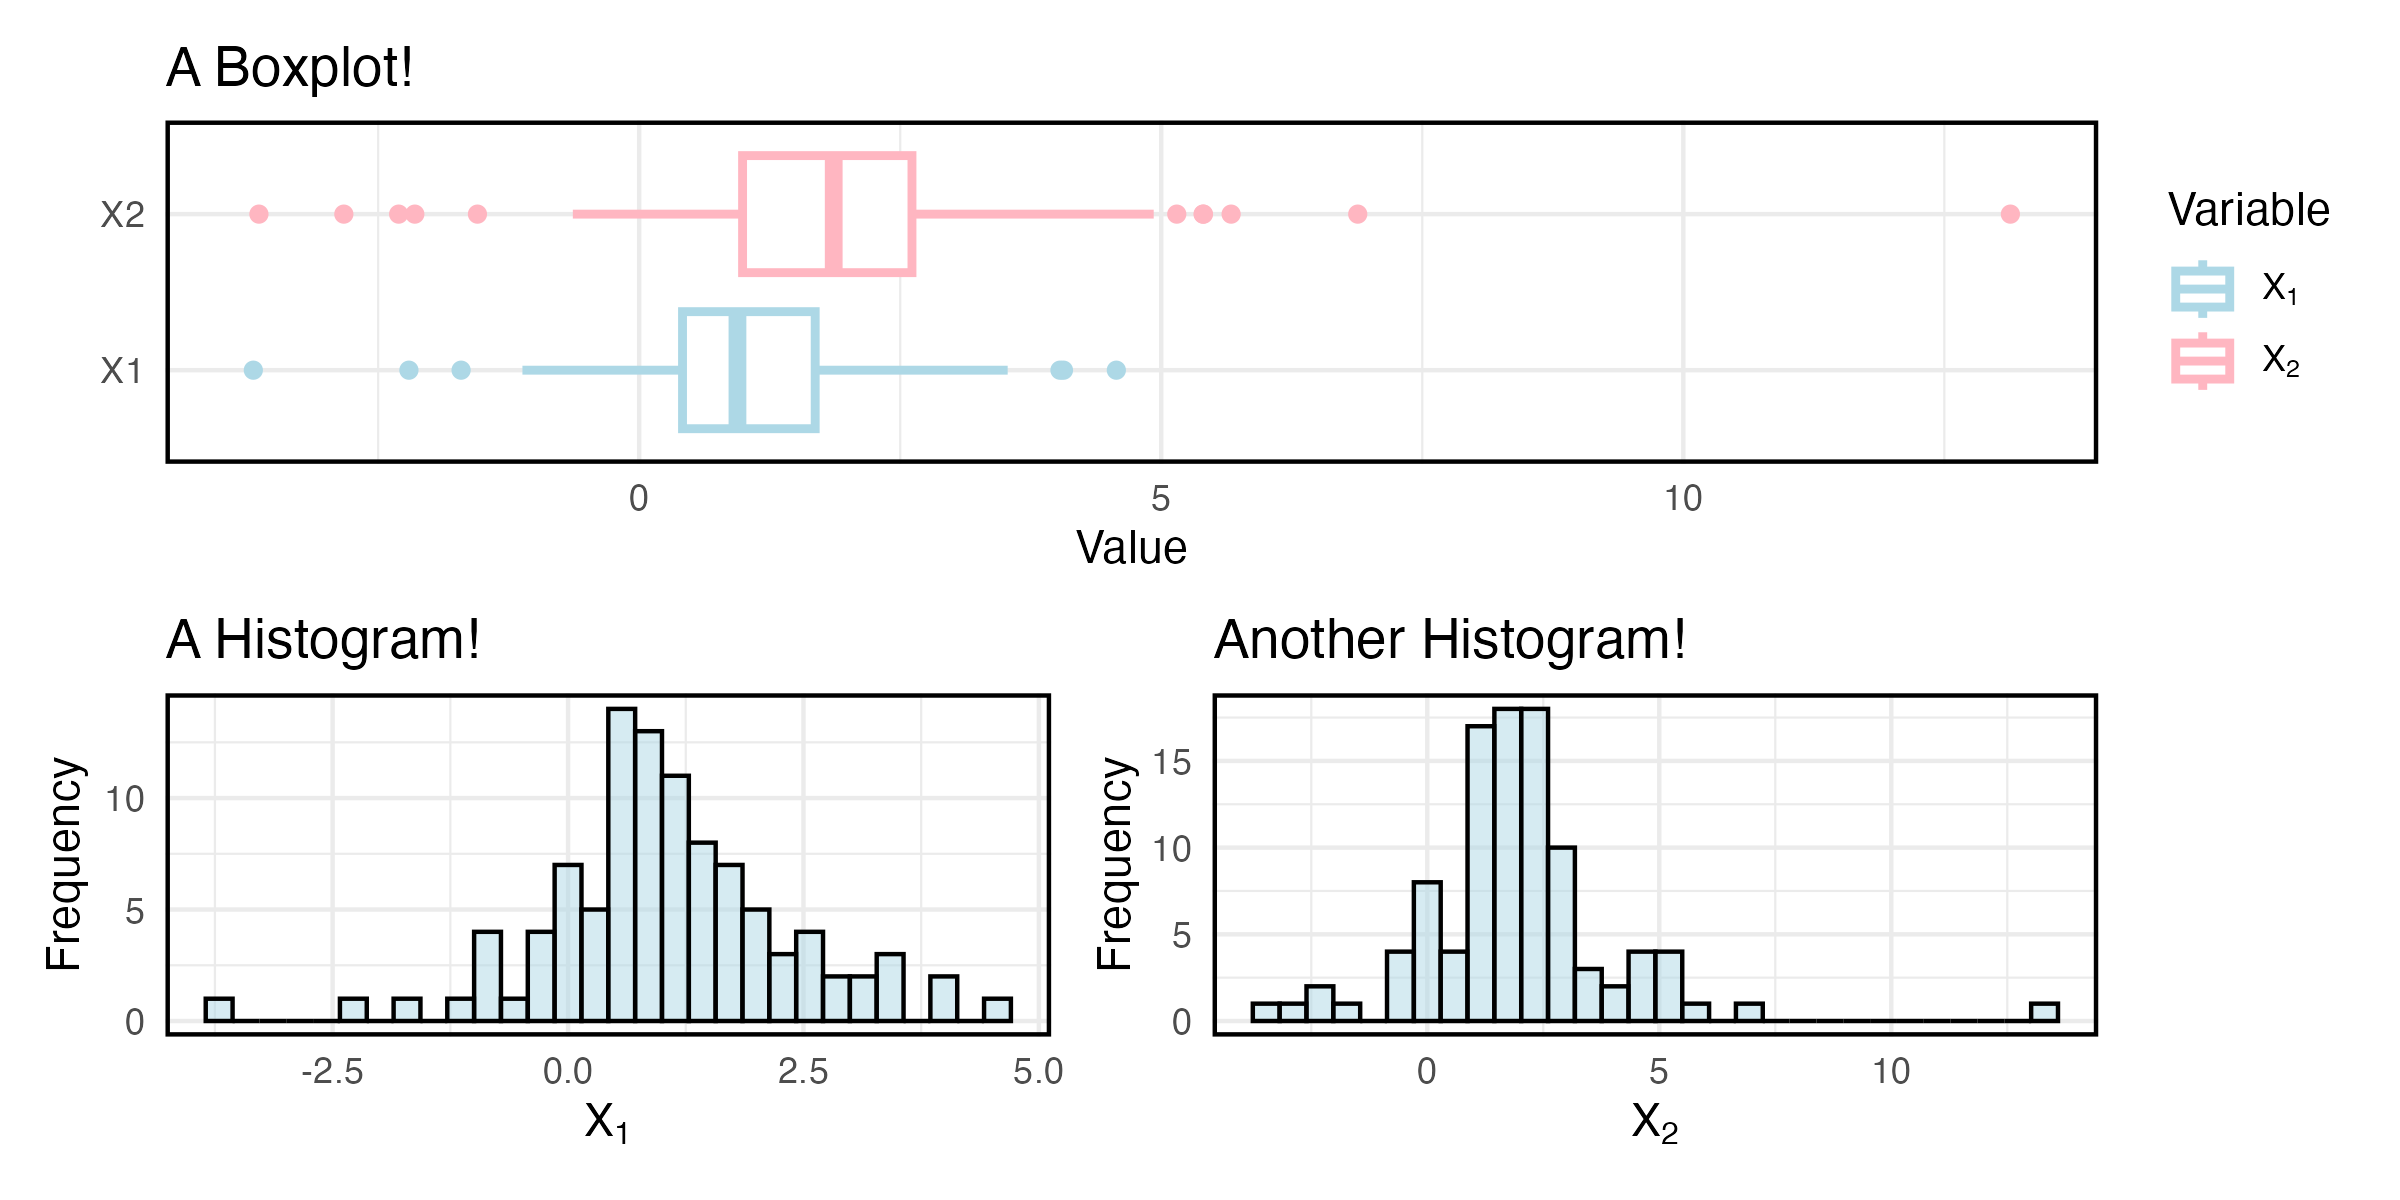 A Boxplot!
X2
X1
0 5 10
Value
Variable
X₁
X₂
A Histogram!
Frequency
10
5
0
-2.5 0.0 2.5 5.0
X₁
Another Histogram!
Frequency
15
10
5
0
0 5 10
X₂